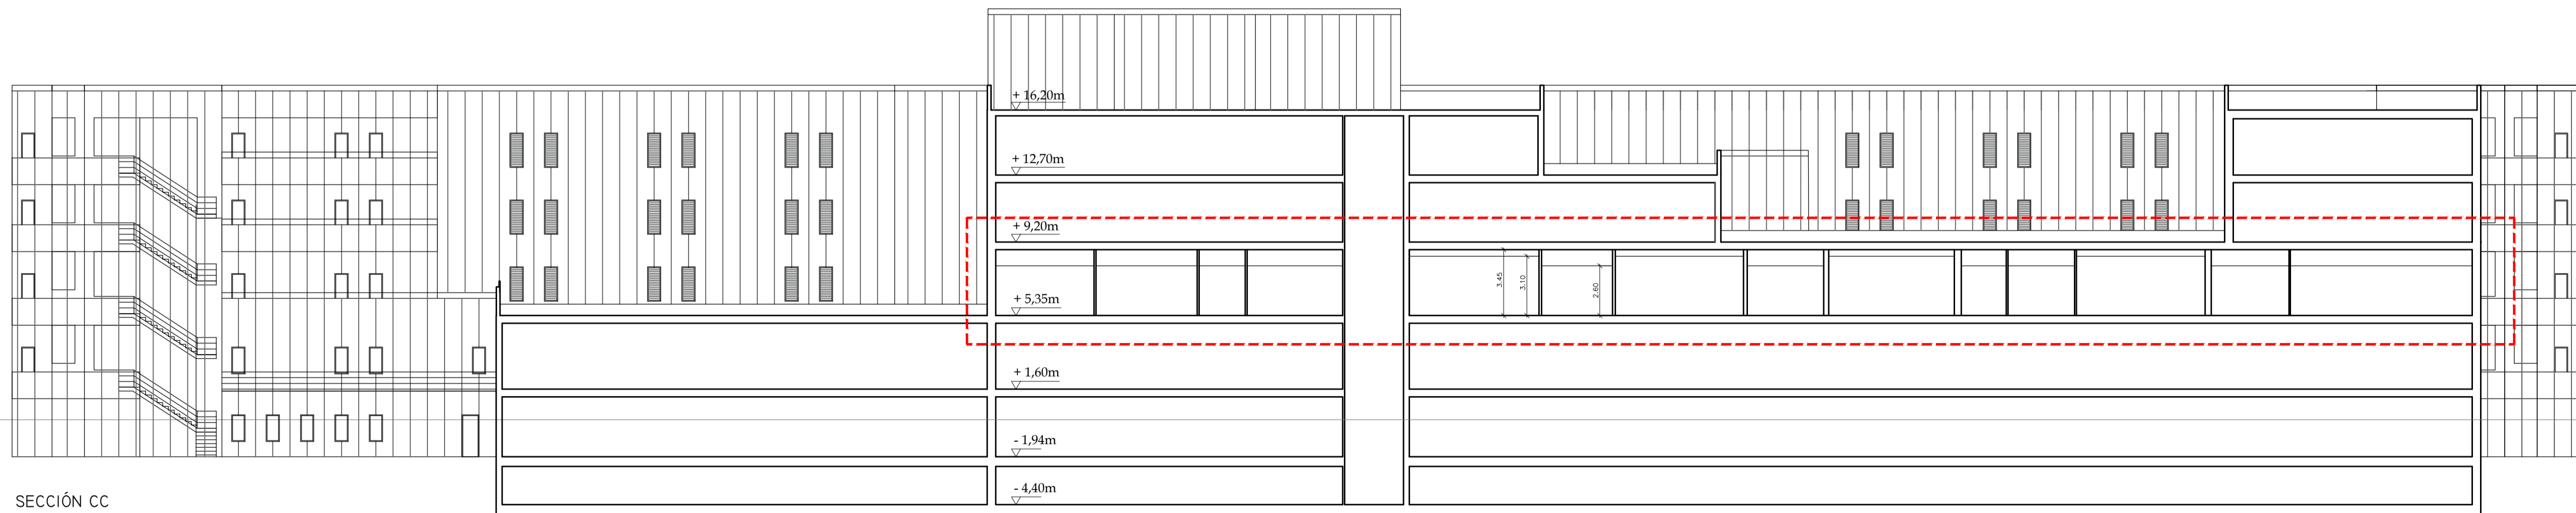 + 16,20m
+ 12,70m
+ 9,20m
+ 5,35m
3.45
3.10
2.60
+ 1,60m
- 1,94m
- 4,40m
SECCIÓN CC